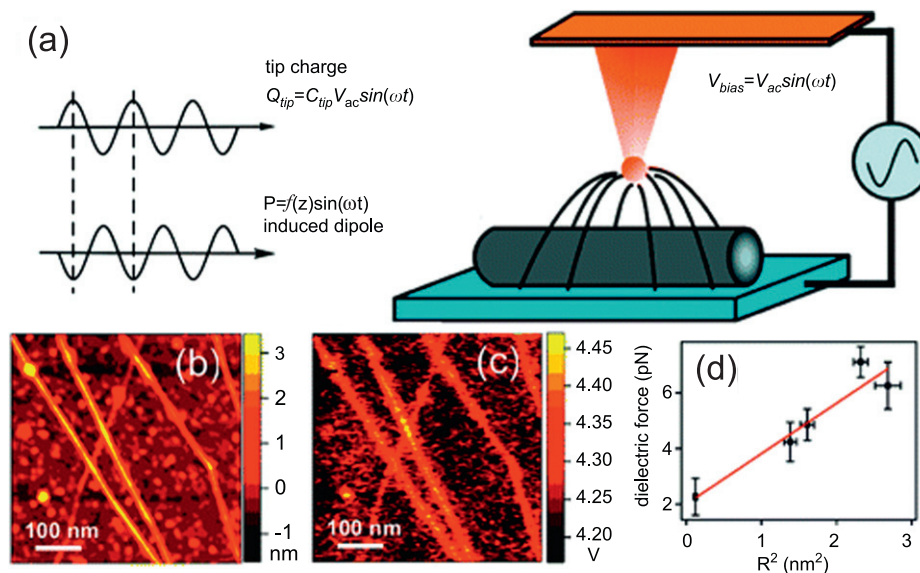 (a)
tip charge
Q_tip=C_tip V_ac sin(ωt)
P=f(z)sin(ωt)
induced dipole
V_bias=V_ac sin(ωt)
(b)
100 nm
3
2
1
0
-1
nm
(c)
100 nm
4.45
4.40
4.35
4.30
4.25
4.20
V
(d)
dielectric force (pN)
6
4
2
0
1
2
3
R² (nm²)